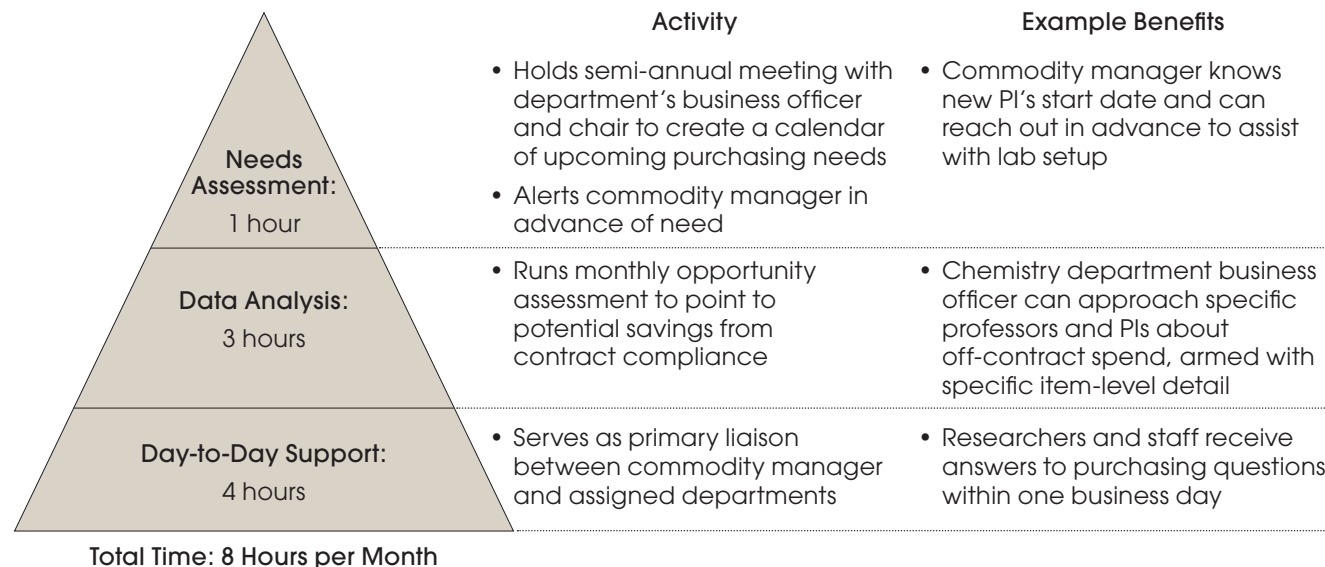 Activity
Example Benefits
Needs
Assessment:
1 hour
• Holds semi-annual meeting with
department's business officer
and chair to create a calendar
of upcoming purchasing needs
• Alerts commodity manager in
advance of need
• Commodity manager knows
new PI's start date and can
reach out in advance to assist
with lab setup
Data Analysis:
3 hours
• Runs monthly opportunity
assessment to point to
potential savings from
contract compliance
• Chemistry department business
officer can approach specific
professors and PIs about
off-contract spend, armed with
specific item-level detail
Day-to-Day Support:
4 hours
• Serves as primary liaison
between commodity manager
and assigned departments
• Researchers and staff receive
answers to purchasing questions
within one business day
Total Time: 8 Hours per Month